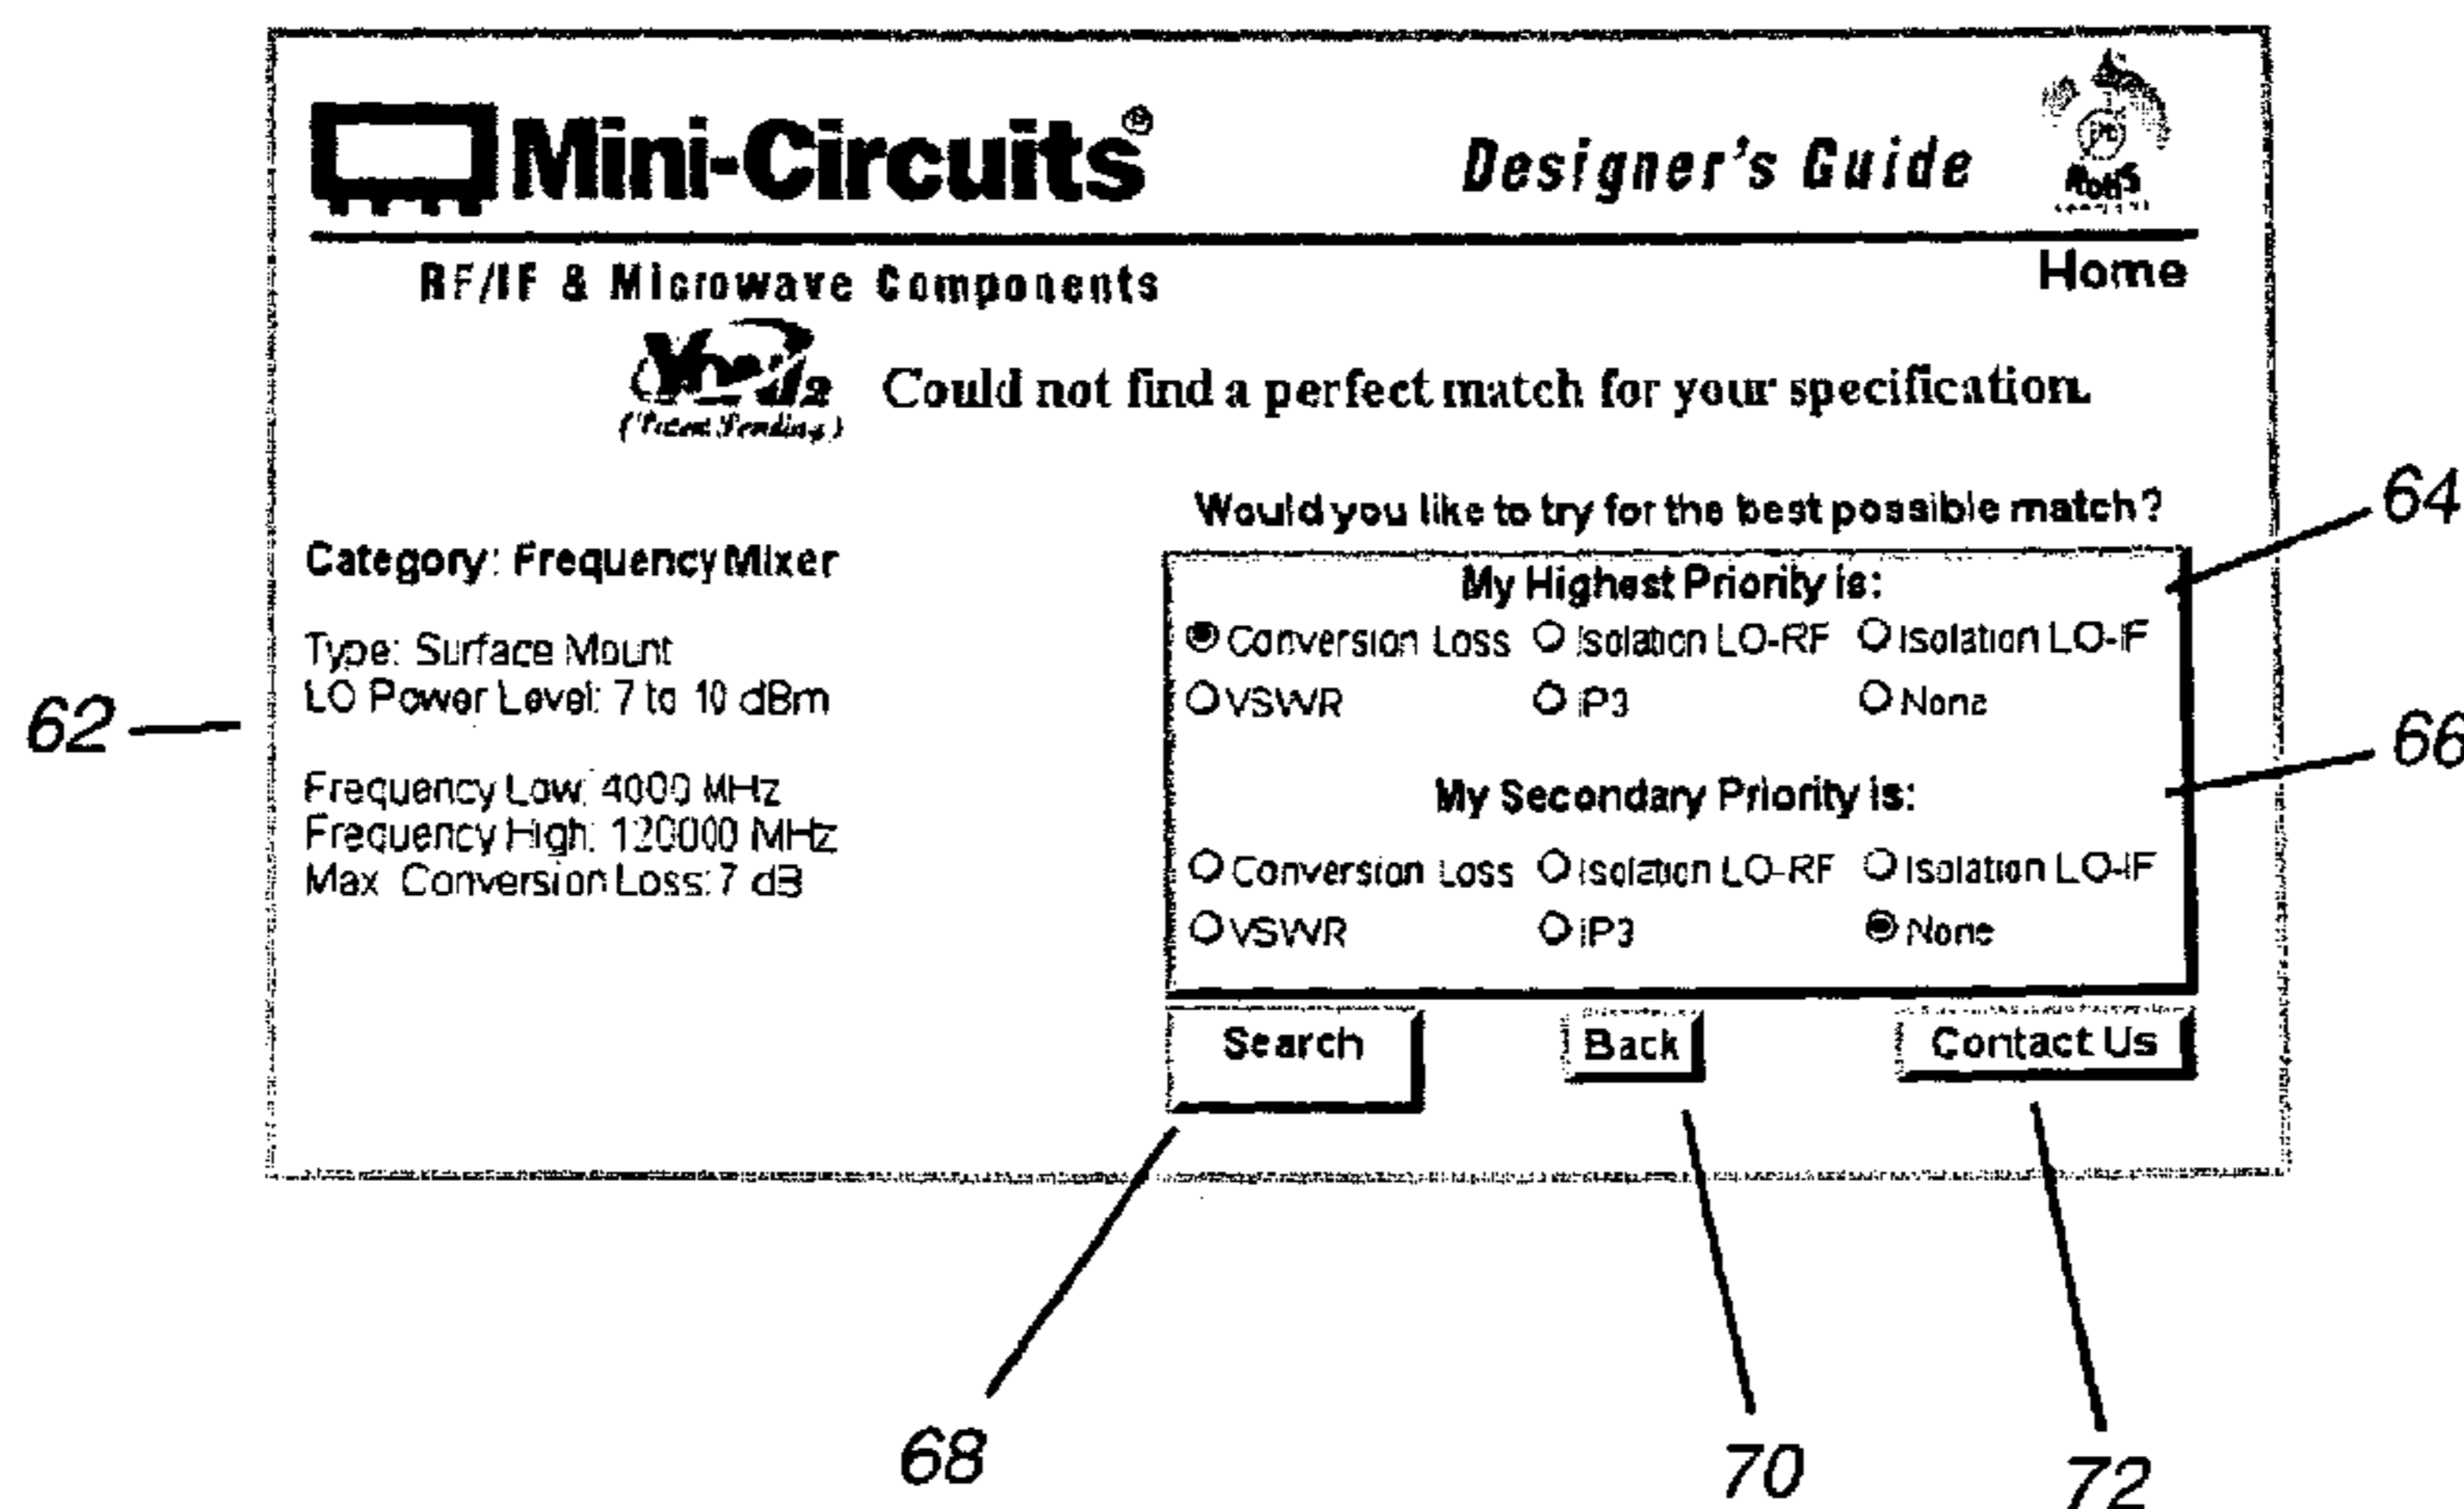 Mini-Circuits®
Designer's Guide
RoHS
RF/IF & Microwave Components
Home
(Patent Pending)
Could not find a perfect match for your specification.
Would you like to try for the best possible match?
64
Category: Frequency Mixer
My Highest Priority is:
Type: Surface Mount
Conversion Loss Isolation LO-RF Isolation LO-IF
LO Power Level: 7 to 10 dBm
VSWR IP3 None
62
66
Frequency Low: 4000 MHz
My Secondary Priority is:
Frequency High: 120000 MHz
Max Conversion Loss: 7 dB
Conversion Loss Isolation LO-RF Isolation LO-IF
VSWR IP3 None
Search
Back
Contact Us
68
70
72